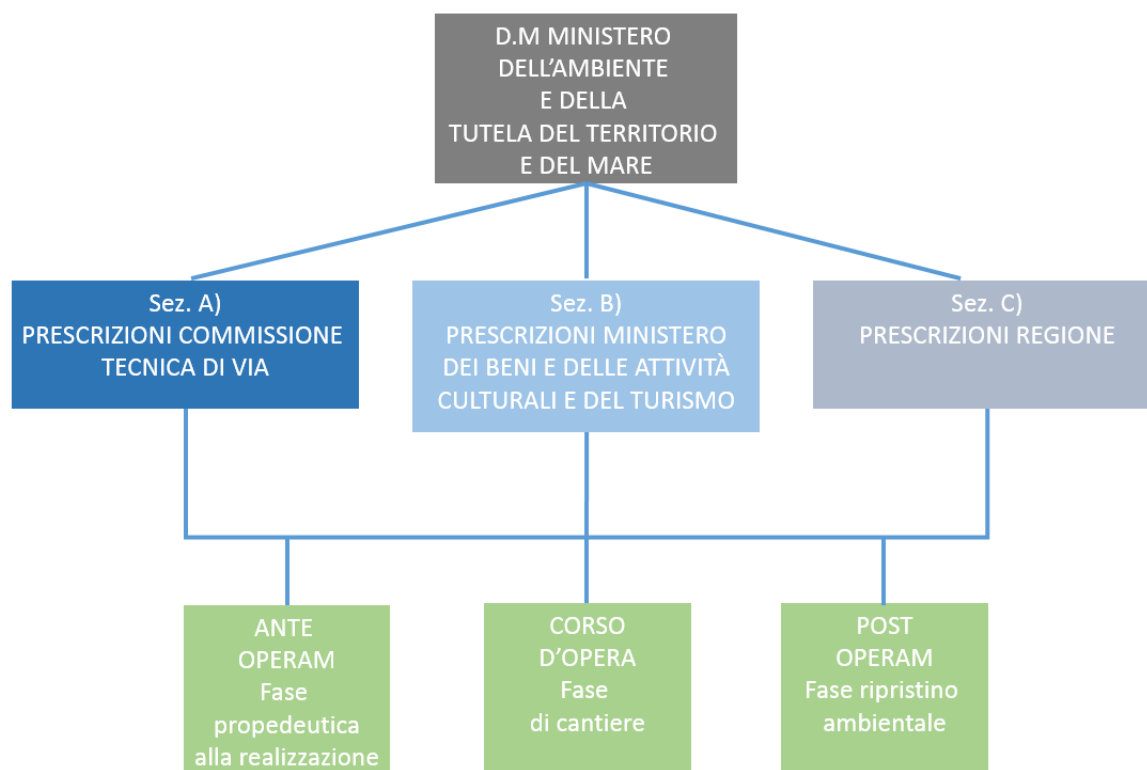 D.M MINISTERO
DELL'AMBIENTE
E DELLA
TUTELA DEL TERRITORIO
E DEL MARE
Sez. A)
PRESCRIZIONI COMMISSIONE
TECNICA DI VIA
Sez. B)
PRESCRIZIONI MINISTERO
DEI BENI E DELLE ATTIVITÀ
CULTURALI E DEL TURISMO
Sez. C)
PRESCRIZIONI REGIONE
ANTE
OPERAM
Fase
propedeutica
alla realizzazione
CORSO
D'OPERA
Fase
di cantiere
POST
OPERAM
Fase ripristino
ambientale